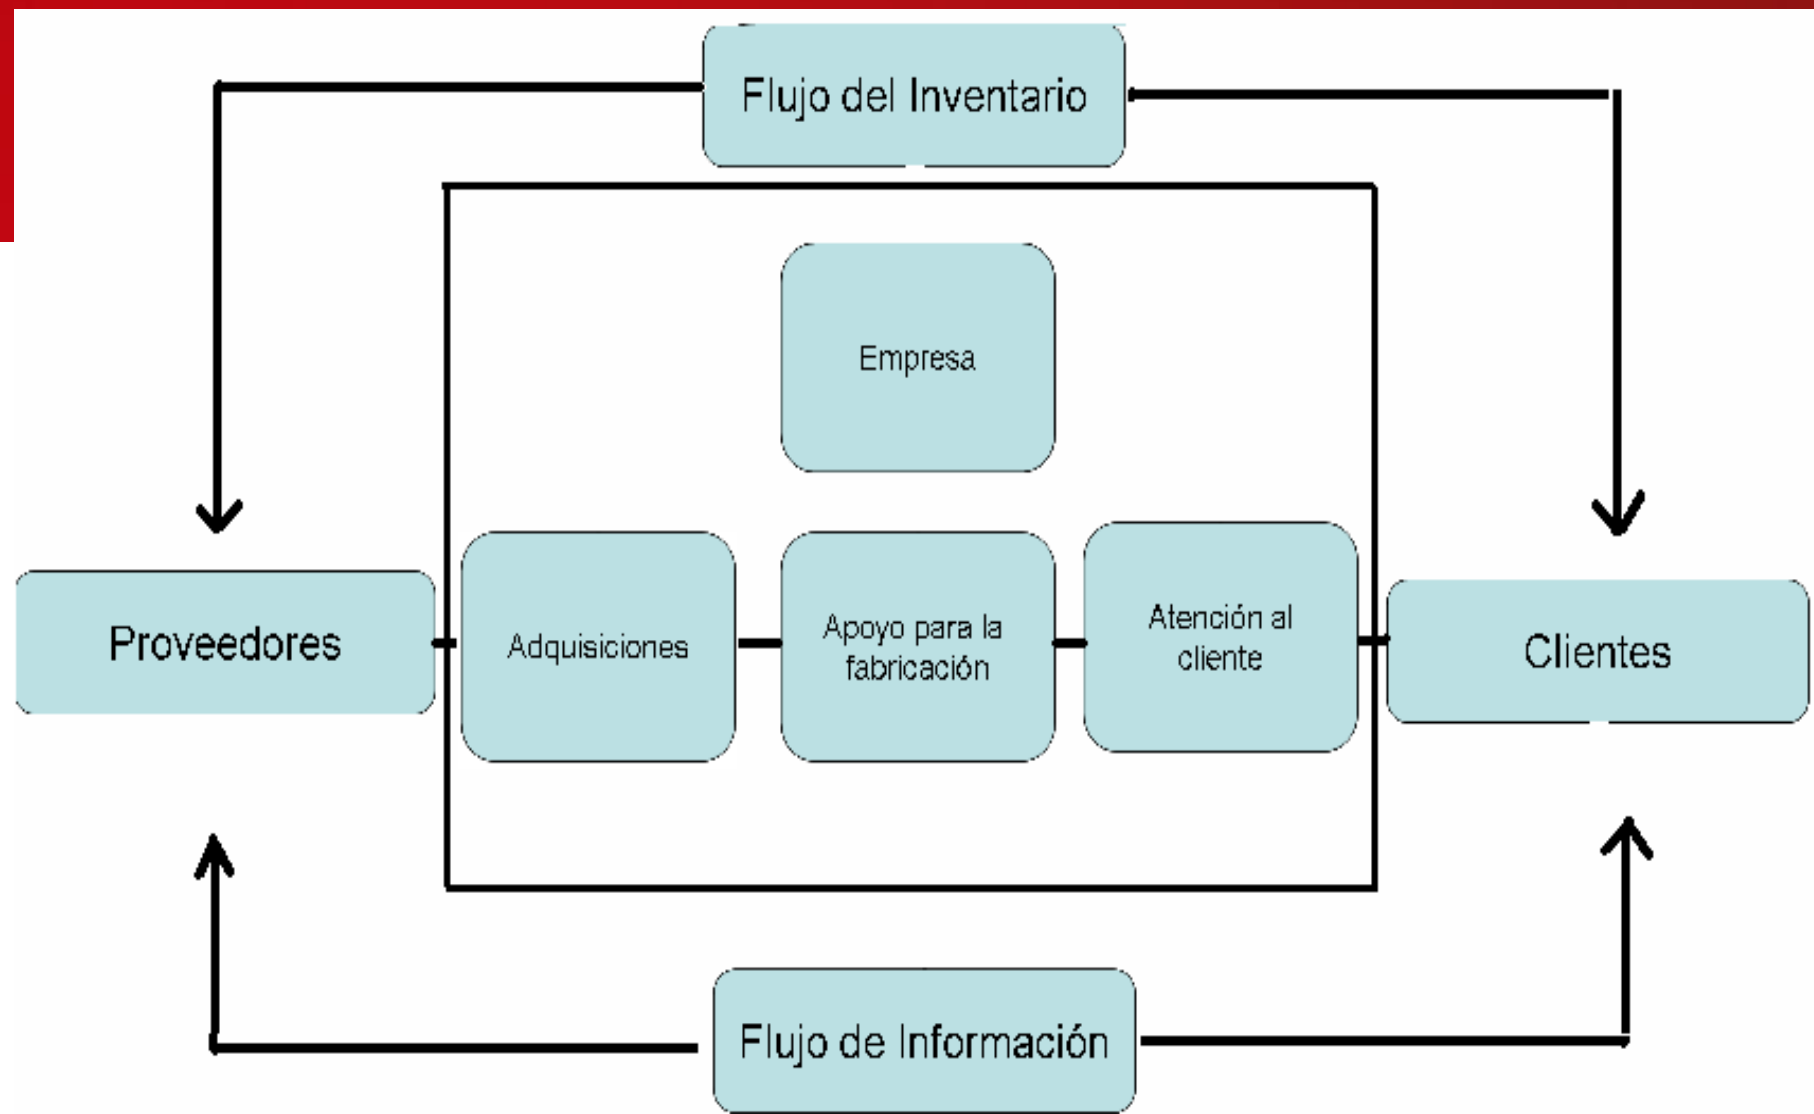 Flujo del Inventario
Empresa
Proveedores
Adquisiciones
Apoyo para la
fabricación
Atención al
cliente
Clientes
Flujo de Información